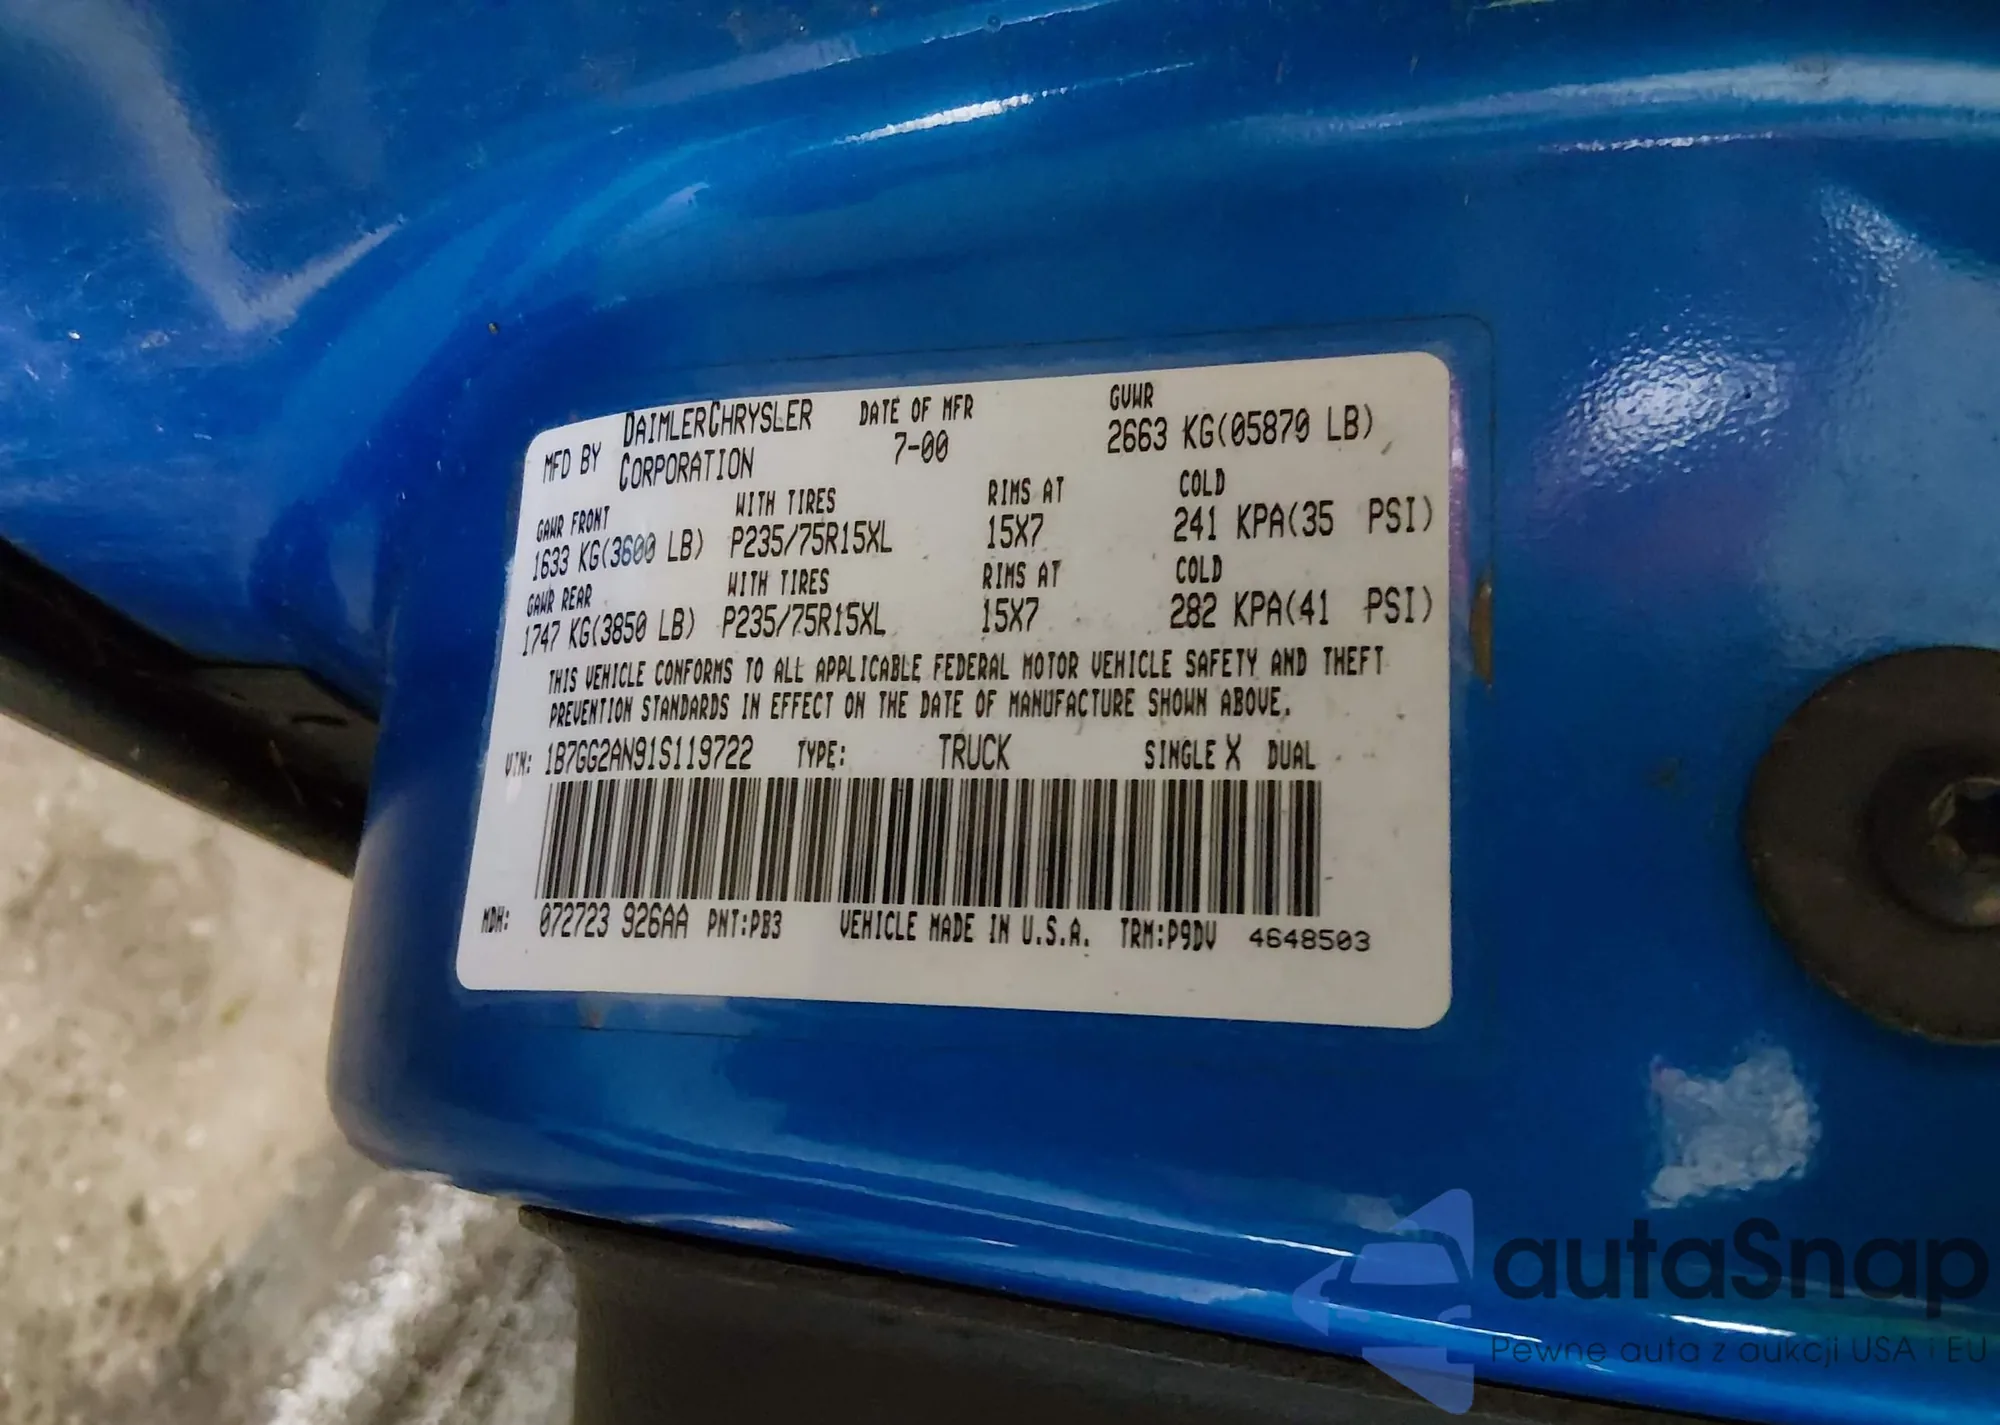 MFD BY DAIMLERCHRYSLER CORPORATION
DATE OF MFR 7-00
GVWR 2663 KG(05870 LB)
GAWR FRONT WITH TIRES RIMS AT COLD
1633 KG(3600 LB) P235/75R15XL 15X7 241 KPA(35 PSI)
GAWR REAR WITH TIRES RIMS AT COLD
1747 KG(3850 LB) P235/75R15XL 15X7 282 KPA(41 PSI)
THIS VEHICLE CONFORMS TO ALL APPLICABLE FEDERAL MOTOR VEHICLE SAFETY AND THEFT
PREVENTION STANDARDS IN EFFECT ON THE DATE OF MANUFACTURE SHOWN ABOVE.
VIN: 1B7GG2AN91S119722 TYPE: TRUCK SINGLE X DUAL
MDH: 072723 926AA PNT:PB3 VEHICLE MADE IN U.S.A. TRM:P9DV 4648503
autaSnap
Pewne auta z aukcji USA i EU